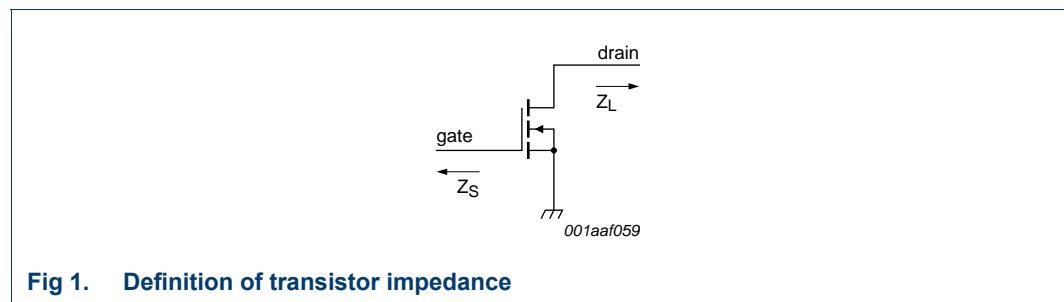 drain
Z_L
gate
Z_S
001aaf059
Fig 1. Definition of transistor impedance